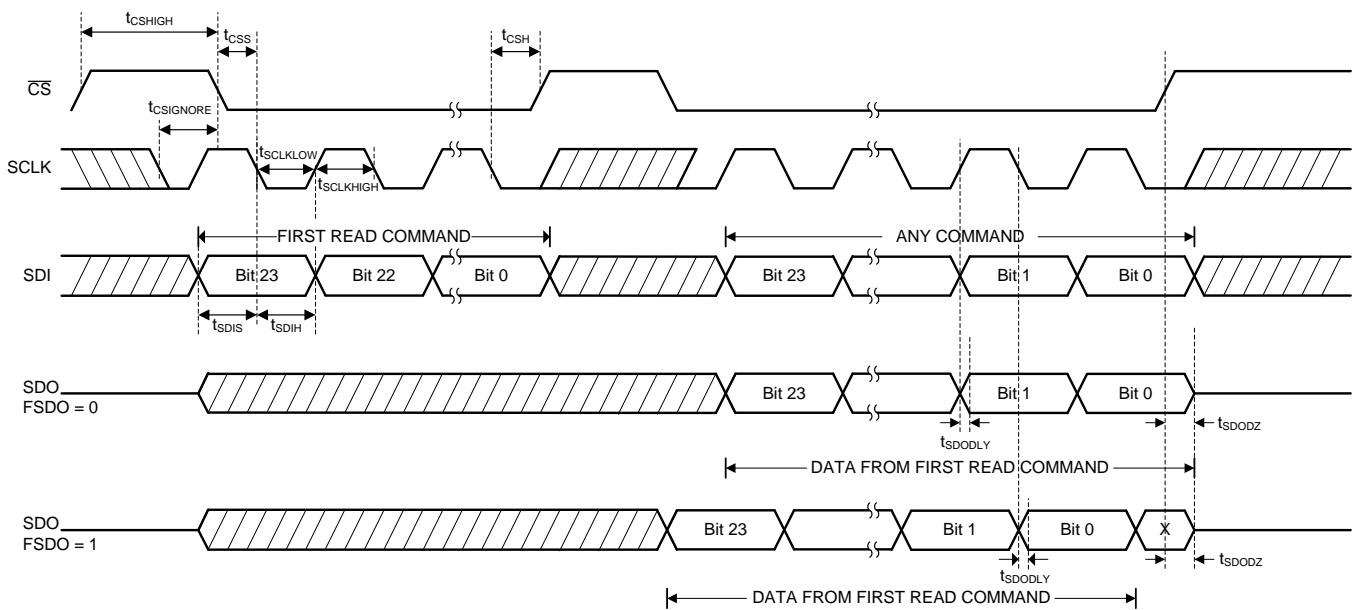 tCSHIGH
tCSS
tCSH
CS
tCSIGNORE
tSCLKLOW
SCLK
tSCLKHIGH
FIRST READ COMMAND
ANY COMMAND
SDI
Bit 23
Bit 22
Bit 0
Bit 23
Bit 1
Bit 0
tSDIS
tSDIH
SDO
FSDO = 0
Bit 23
Bit 1
Bit 0
tSDODLY
tSDODZ
DATA FROM FIRST READ COMMAND
SDO
FSDO = 1
Bit 23
Bit 1
Bit 0
X
tSDODLY
tSDODZ
DATA FROM FIRST READ COMMAND